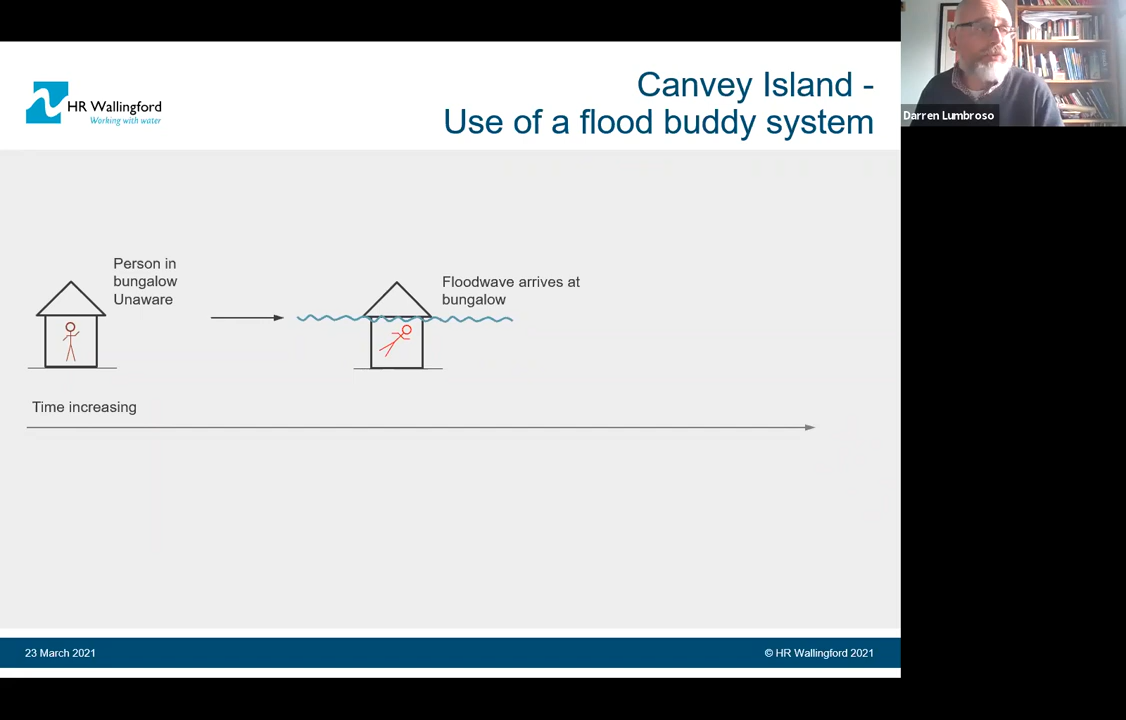 HR Wallingford
Working with water
Canvey Island -
Use of a flood buddy system
Darren Lumbroso
Person in
bungalow
Unaware
Floodwave arrives at
bungalow
Time increasing
23 March 2021
© HR Wallingford 2021